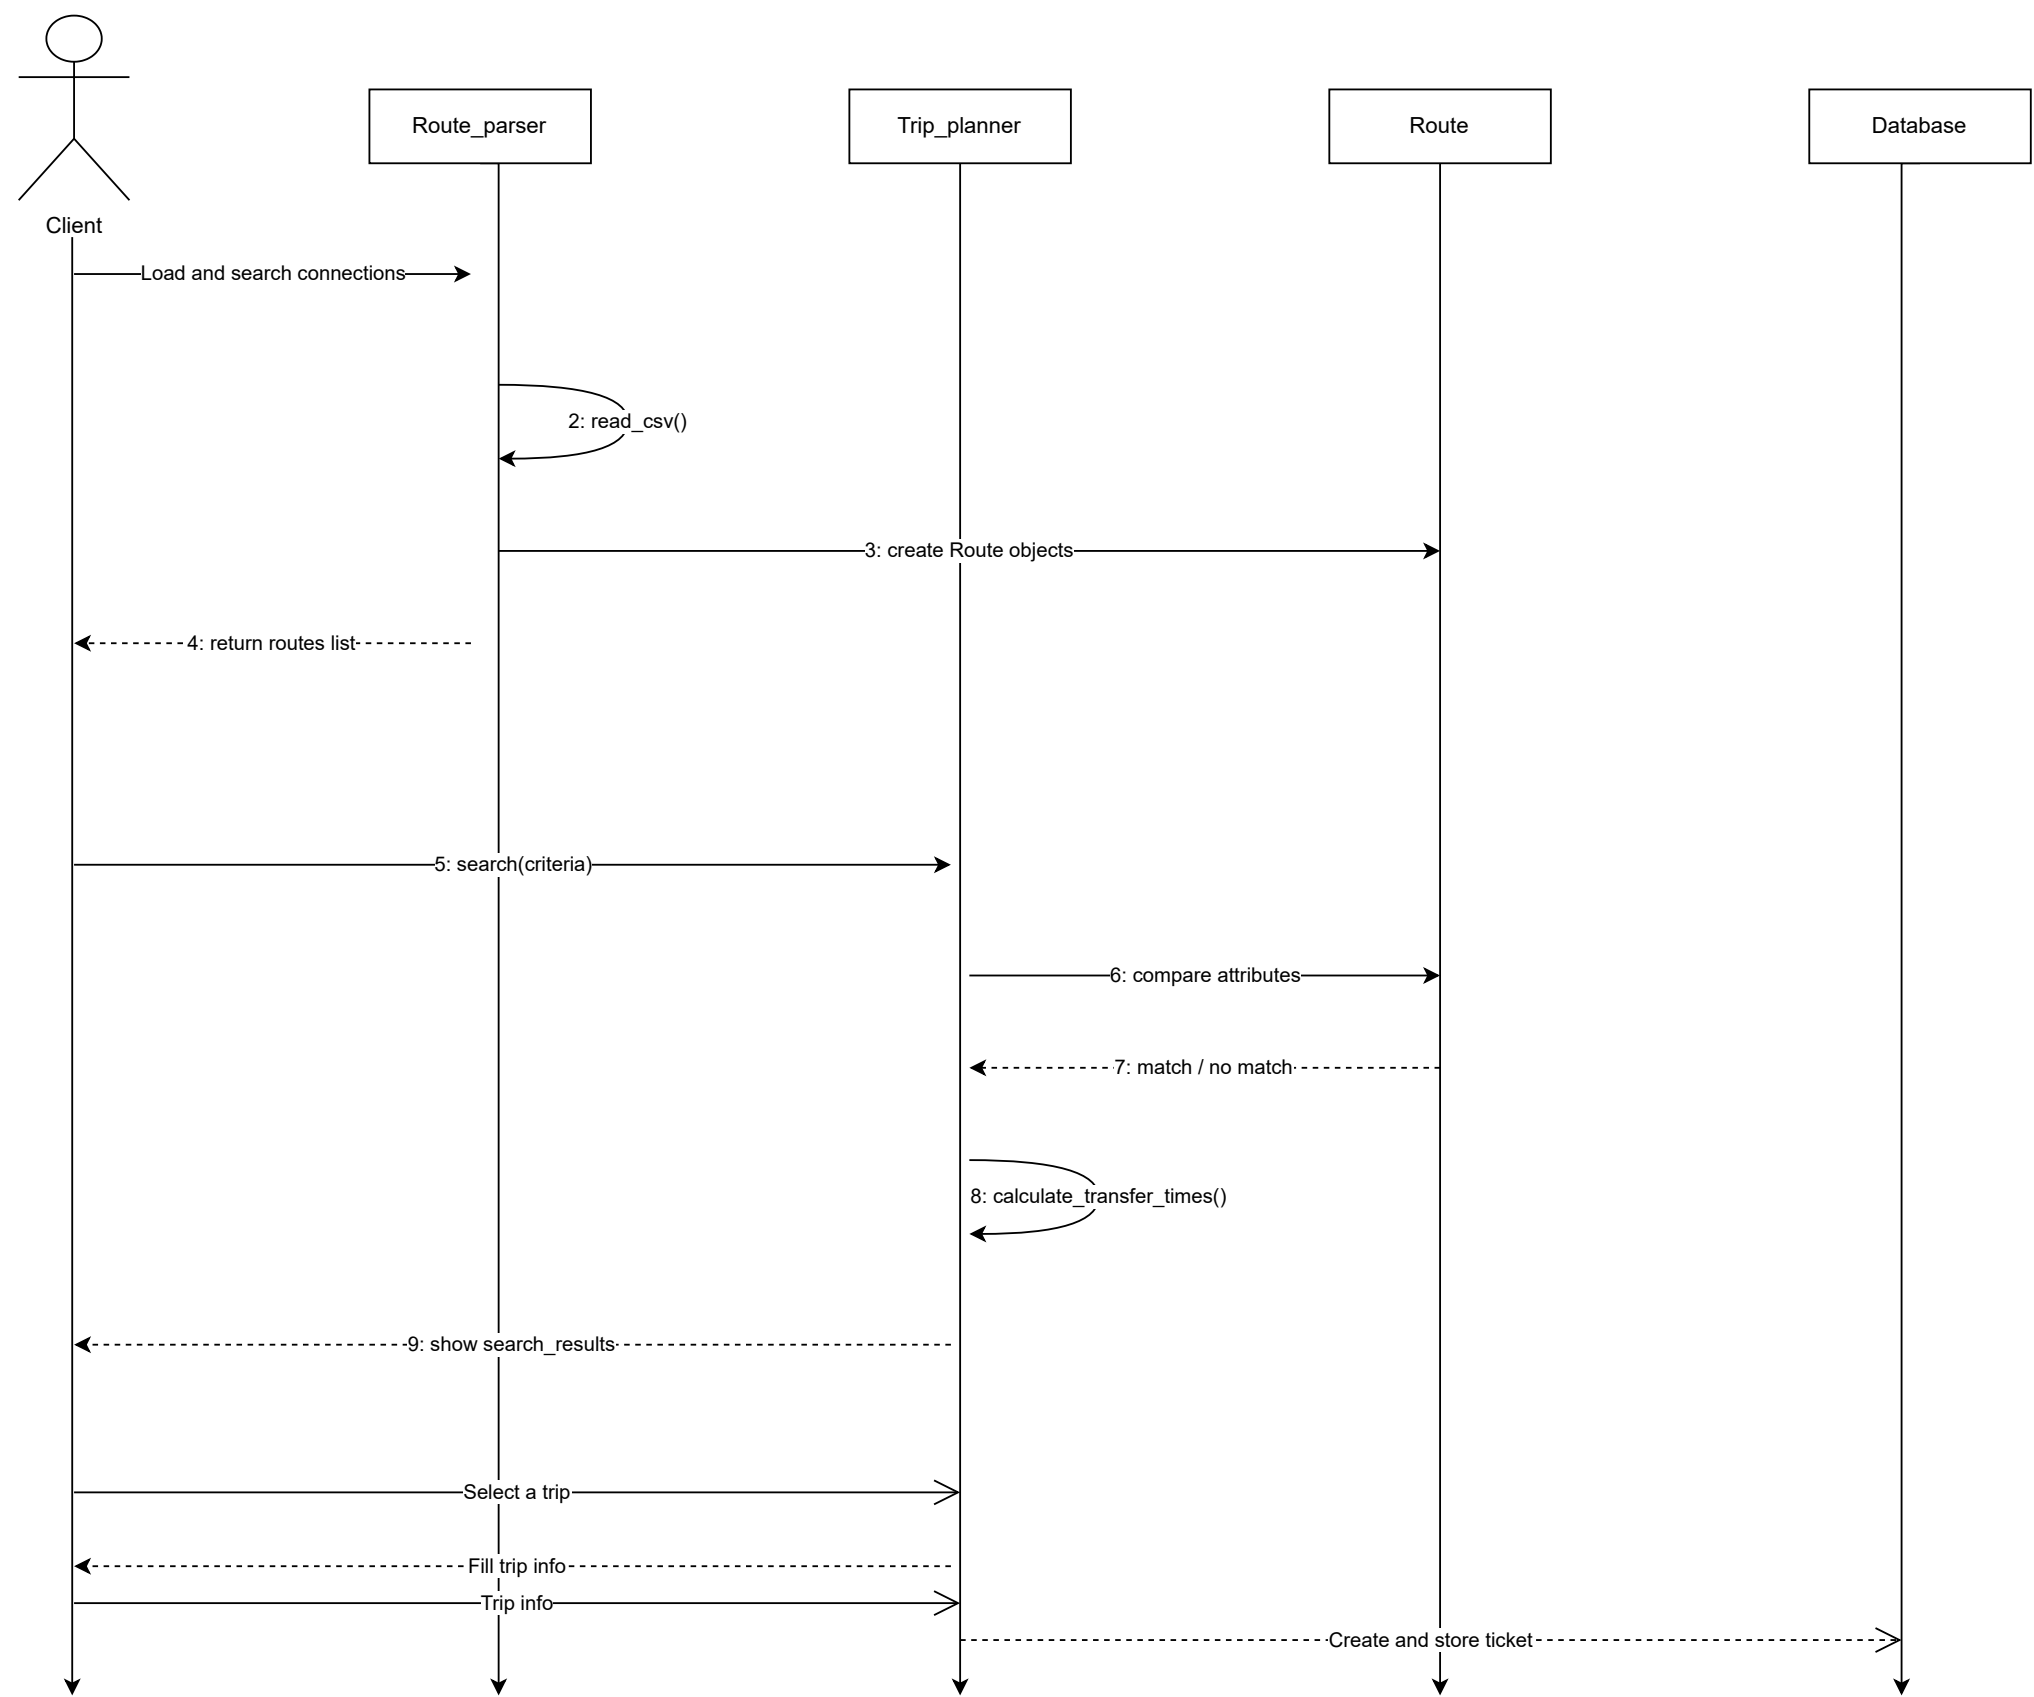 Route_parser
Trip_planner
Route
Database
Client
Load and search connections
2: read_csv()
3: create Route objects
4: return routes list
5: search(criteria)
6: compare attributes
7: match / no match
8: calculate_transfer_times()
9: show search_results
Select a trip
Fill trip info
Trip info
Create and store ticket